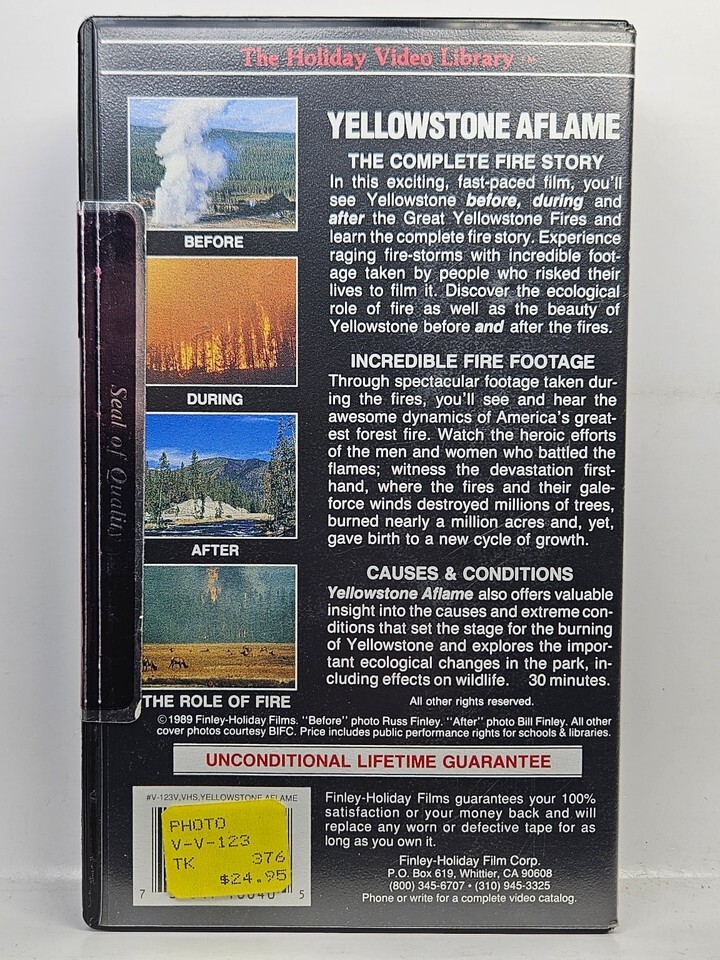 The Holiday Video Library™
YELLOWSTONE AFLAME
THE COMPLETE FIRE STORY
In this exciting, fast-paced film, you'll
see Yellowstone before, during and
after the Great Yellowstone Fires and
learn the complete fire story. Experience
raging fire-storms with incredible foot-
age taken by people who risked their
lives to film it. Discover the ecological
role of fire as well as the beauty of
Yellowstone before and after the fires.
BEFORE
INCREDIBLE FIRE FOOTAGE
Through spectacular footage taken dur-
ing the fires, you'll see and hear the
awesome dynamics of America's great-
est forest fire. Watch the heroic efforts
of the men and women who battled the
flames; witness the devastation first-
hand, where the fires and their gale-
force winds destroyed millions of trees,
burned nearly a million acres and, yet,
gave birth to a new cycle of growth.
DURING
Seal of Quality
AFTER
CAUSES & CONDITIONS
Yellowstone Aflame also offers valuable
insight into the causes and extreme con-
ditions that set the stage for the burning
of Yellowstone and explores the impor-
tant ecological changes in the park, in-
cluding effects on wildlife. 30 minutes.
THE ROLE OF FIRE
All other rights reserved.
©1989 Finley-Holiday Films. "Before" photo Russ Finley. "After" photo Bill Finley. All other
cover photos courtesy BIFC. Price includes public performance rights for schools & libraries.
UNCONDITIONAL LIFETIME GUARANTEE
#V-123V,VHS,YELLOWSTONE AFLAME
PHOTO
V-V-123
TK 376
$24.95
7 5
Finley-Holiday Films guarantees your 100%
satisfaction or your money back and will
replace any worn or defective tape for as
long as you own it.
Finley-Holiday Film Corp.
P.O. Box 619, Whittier, CA 90608
(800) 345-6707 • (310) 945-3325
Phone or write for a complete video catalog.